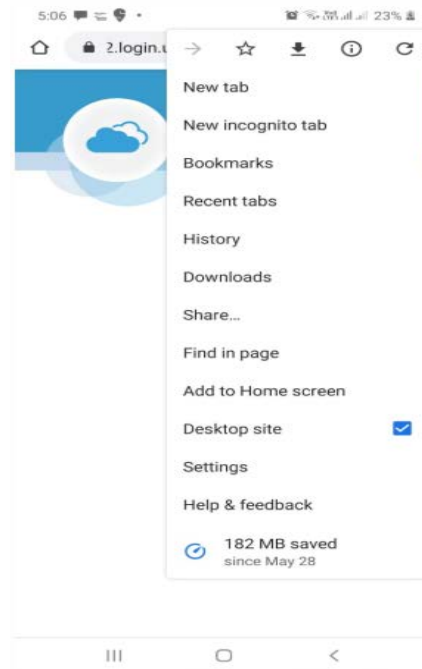 5:06
23%
2.login.u
New tab
New incognito tab
Bookmarks
Recent tabs
History
Downloads
Share...
Find in page
Add to Home screen
Desktop site
Settings
Help & feedback
182 MB saved
since May 28